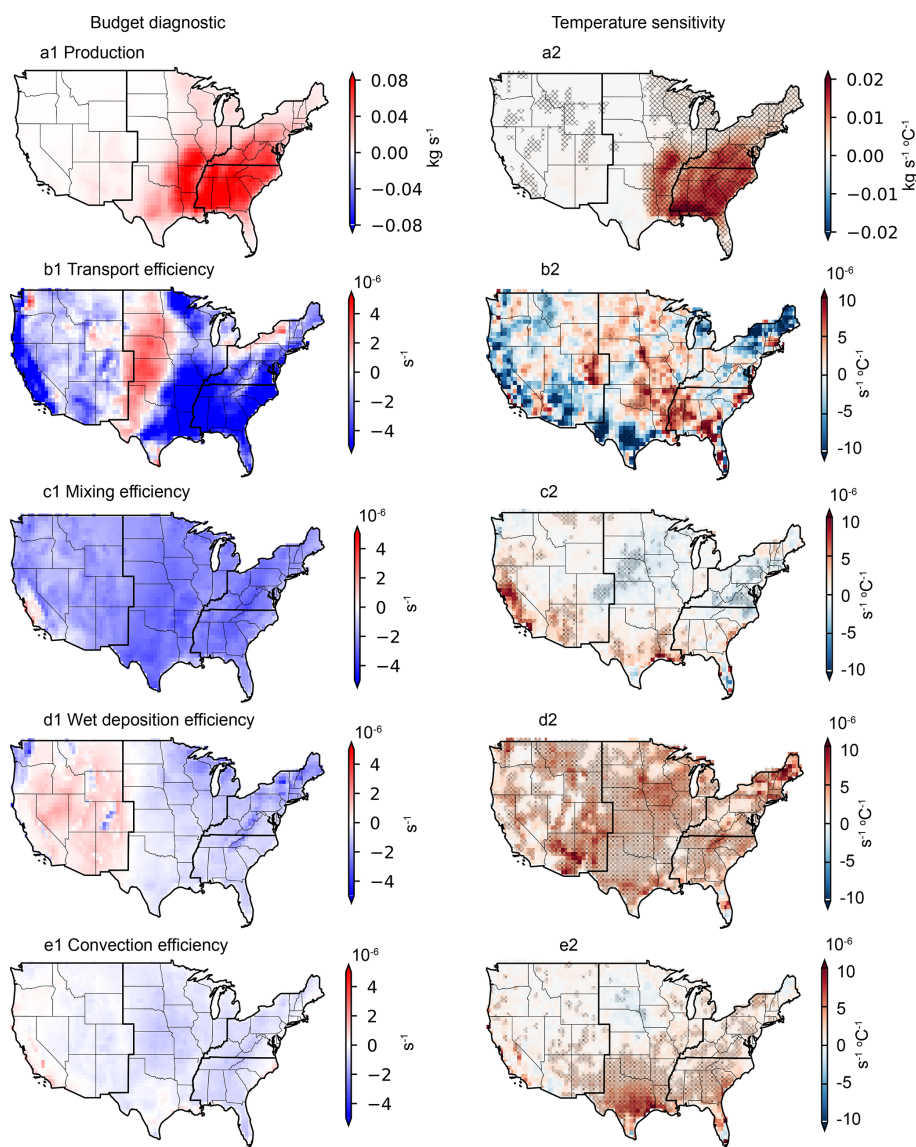 Budget diagnostic
Temperature sensitivity
a1 Production
a2
0.08
0.04
0.00
−0.04
−0.08
kg s⁻¹
0.02
0.01
0.00
−0.01
−0.02
kg s⁻¹ °C⁻¹
b1 Transport efficiency
b2
10⁻⁶
4
2
0
−2
−4
s⁻¹
10⁻⁶
10
5
0
-5
-10
s⁻¹ °C⁻¹
c1 Mixing efficiency
c2
10⁻⁶
4
2
0
−2
−4
s⁻¹
10⁻⁶
10
5
0
-5
-10
s⁻¹ °C⁻¹
d1 Wet deposition efficiency
d2
10⁻⁶
4
2
0
−2
−4
s⁻¹
10⁻⁶
10
5
0
-5
-10
s⁻¹ °C⁻¹
e1 Convection efficiency
e2
10⁻⁶
4
2
0
−2
−4
s⁻¹
10⁻⁶
10
5
0
-5
-10
s⁻¹ °C⁻¹